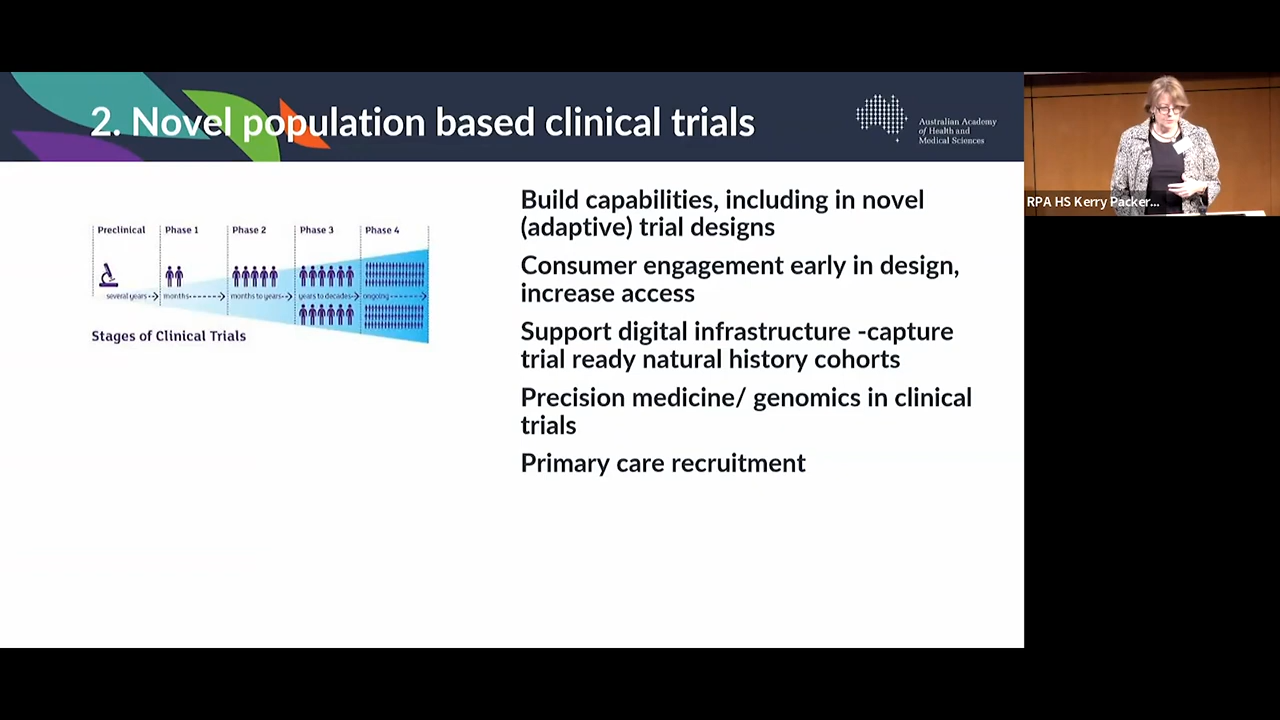 2. Novel population based clinical trials
Australian Academy
of Health and
Medical Sciences
RPA HS Kerry Packer...
Preclinical
Phase 1
Phase 2
Phase 3
Phase 4
several years
months
months to years
years to decades
ongoing
Stages of Clinical Trials
Build capabilities, including in novel
(adaptive) trial designs
Consumer engagement early in design,
increase access
Support digital infrastructure -capture
trial ready natural history cohorts
Precision medicine/ genomics in clinical
trials
Primary care recruitment